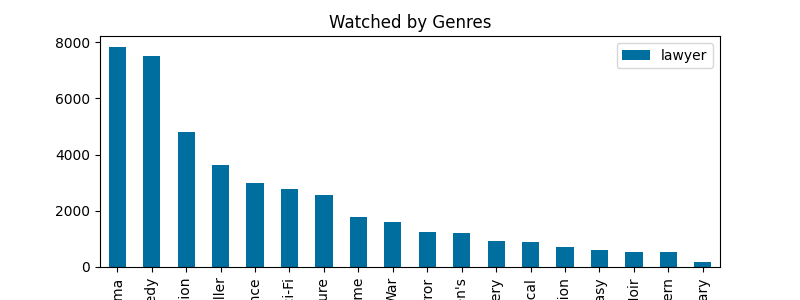 Watched by Genres
lawyer
8000
6000
4000
2000
0
ma
edy
ion
ller
nce
i-Fi
ure
me
War
ror
n's
ery
cal
ion
asy
loir
ern
ary